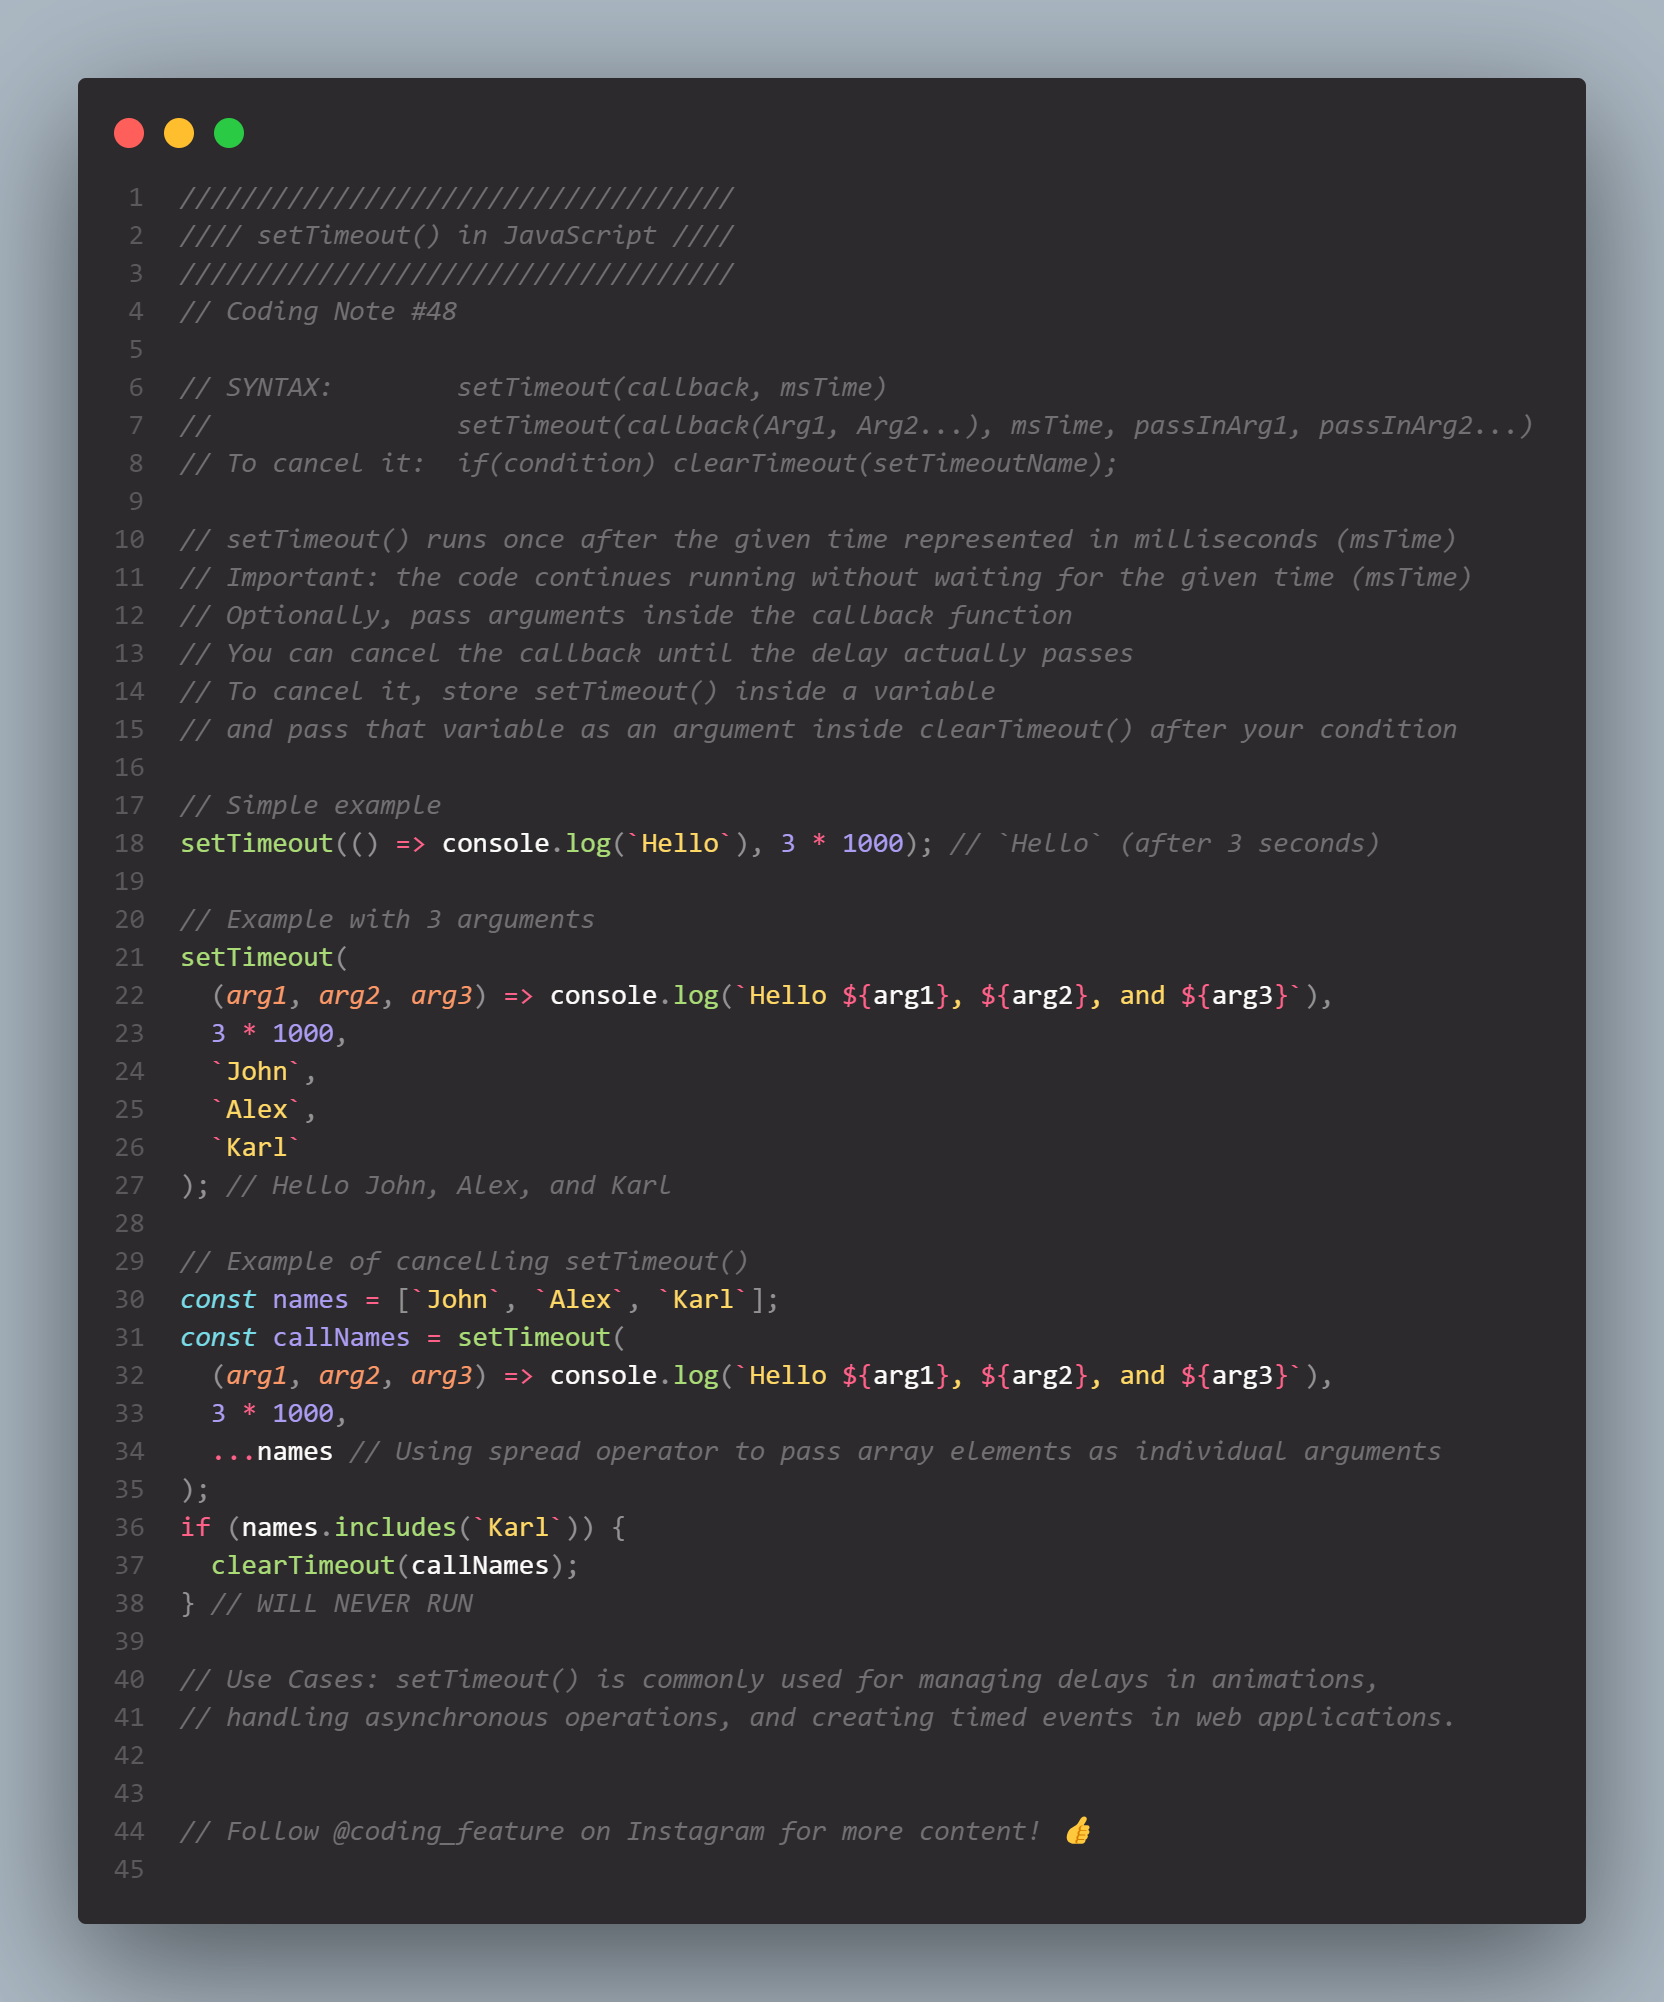 1 ////////////////////////////////////
2 //// setTimeout() in JavaScript ////
3 ////////////////////////////////////
4 // Coding Note #48
5
6 // SYNTAX:        setTimeout(callback, msTime)
7 //                setTimeout(callback(Arg1, Arg2...), msTime, passInArg1, passInArg2...)
8 // To cancel it:  if(condition) clearTimeout(setTimeoutName);
9
10 // setTimeout() runs once after the given time represented in milliseconds (msTime)
11 // Important: the code continues running without waiting for the given time (msTime)
12 // Optionally, pass arguments inside the callback function
13 // You can cancel the callback until the delay actually passes
14 // To cancel it, store setTimeout() inside a variable
15 // and pass that variable as an argument inside clearTimeout() after your condition
16
17 // Simple example
18 setTimeout(() => console.log(`Hello`), 3 * 1000); // `Hello` (after 3 seconds)
19
20 // Example with 3 arguments
21 setTimeout(
22   (arg1, arg2, arg3) => console.log(`Hello ${arg1}, ${arg2}, and ${arg3}`),
23   3 * 1000,
24   `John`,
25   `Alex`,
26   `Karl`
27 ); // Hello John, Alex, and Karl
28
29 // Example of cancelling setTimeout()
30 const names = [`John`, `Alex`, `Karl`];
31 const callNames = setTimeout(
32   (arg1, arg2, arg3) => console.log(`Hello ${arg1}, ${arg2}, and ${arg3}`),
33   3 * 1000,
34   ...names // Using spread operator to pass array elements as individual arguments
35 );
36 if (names.includes(`Karl`)) {
37   clearTimeout(callNames);
38 } // WILL NEVER RUN
39
40 // Use Cases: setTimeout() is commonly used for managing delays in animations,
41 // handling asynchronous operations, and creating timed events in web applications.
42
43
44 // Follow @coding_feature on Instagram for more content! 👍
45